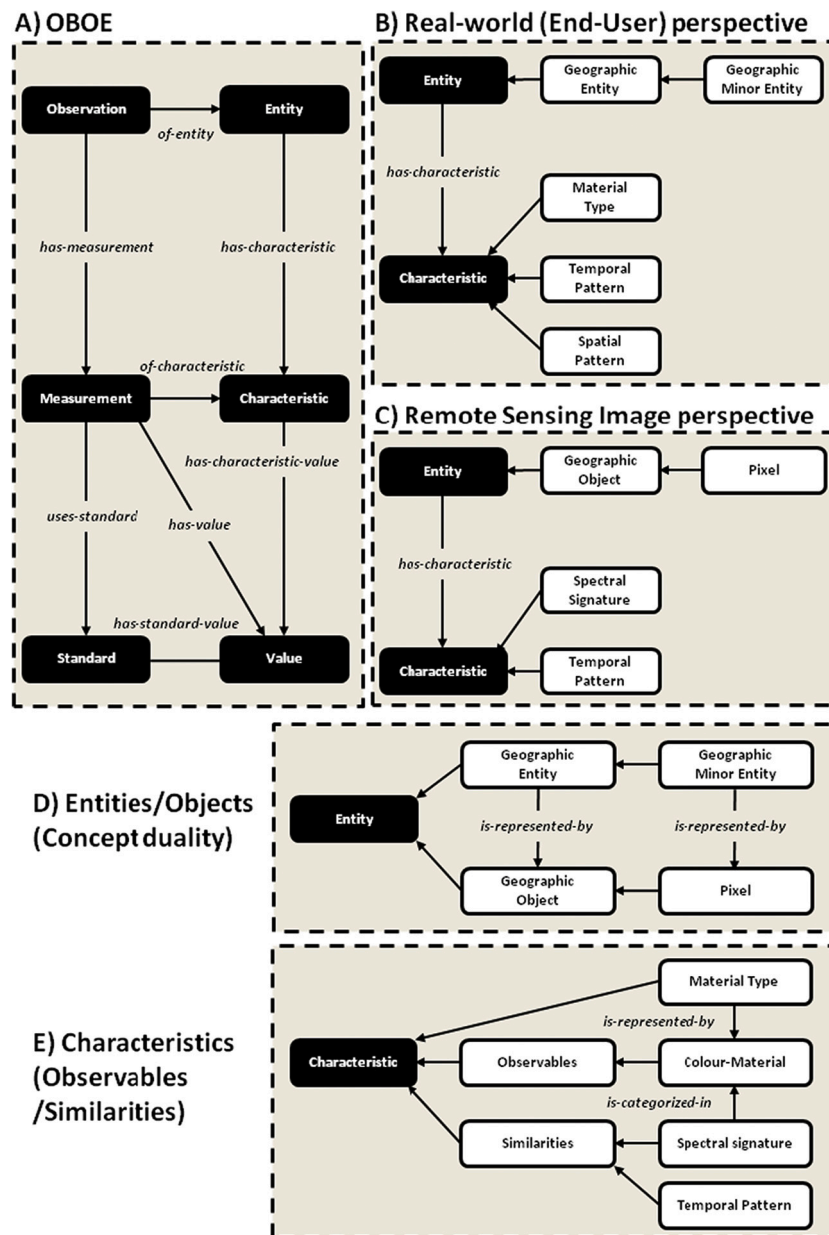 A) OBOE
Observation
Entity
of-entity
has-measurement
has-characteristic
of-characteristic
Measurement
Characteristic
has-characteristic-value
uses-standard
has-value
has-standard-value
Standard
Value
B) Real-world (End-User) perspective
Entity
Geographic
Entity
Geographic
Minor Entity
has-characteristic
Material
Type
Characteristic
Temporal
Pattern
Spatial
Pattern
C) Remote Sensing Image perspective
Entity
Geographic
Object
Pixel
has-characteristic
Spectral
Signature
Characteristic
Temporal
Pattern
D) Entities/Objects
(Concept duality)
Entity
Geographic
Entity
Geographic
Minor Entity
is-represented-by
is-represented-by
Geographic
Object
Pixel
E) Characteristics
(Observables
/Similarities)
Material Type
is-represented-by
Characteristic
Observables
Colour-Material
is-categorized-in
Similarities
Spectral signature
Temporal Pattern